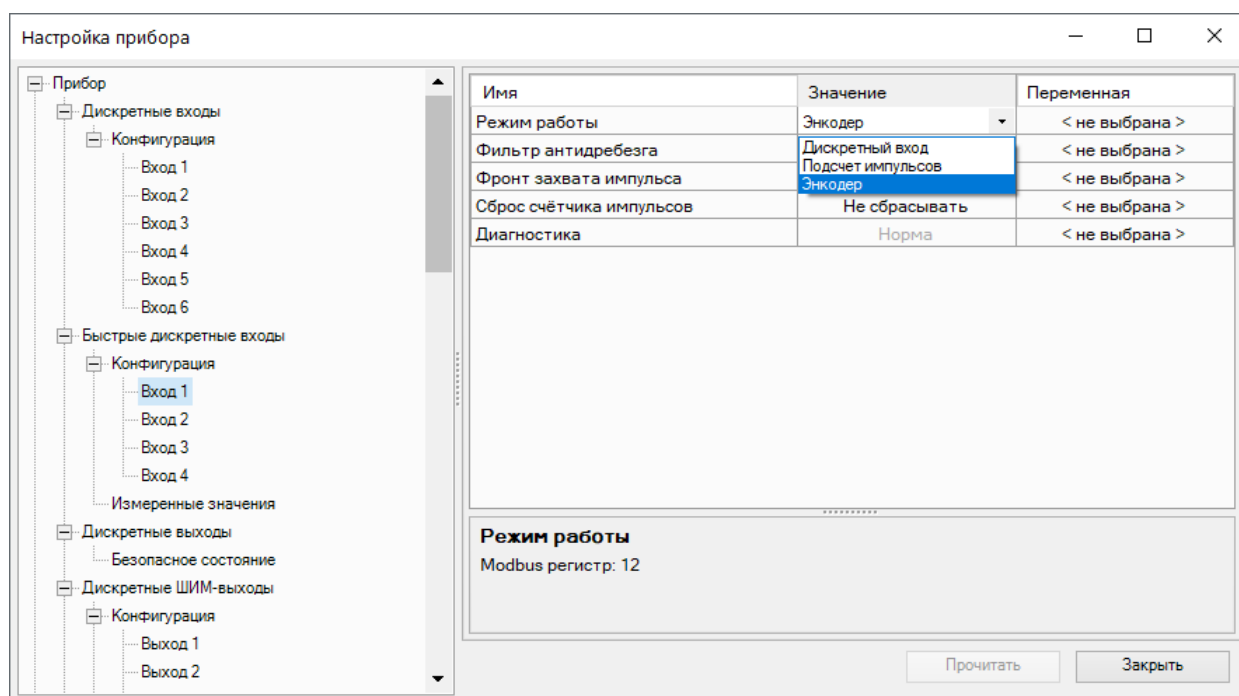 Настройка прибора
Прибор
Дискретные входы
Конфигурация
Вход 1
Вход 2
Вход 3
Вход 4
Вход 5
Вход 6
Быстрые дискретные входы
Конфигурация
Вход 1
Вход 2
Вход 3
Вход 4
Измеренные значения
Дискретные выходы
Безопасное состояние
Дискретные ШИМ-выходы
Конфигурация
Выход 1
Выход 2
Имя Значение Переменная
Режим работы Энкодер < не выбрана >
Фильтр антидребезга Дискретный вход < не выбрана >
Подсчет импульсов
Фронт захвата импульса Энкодер < не выбрана >
Сброс счётчика импульсов Не сбрасывать < не выбрана >
Диагностика Норма < не выбрана >
Режим работы
Modbus регистр: 12
Прочитать Закрыть